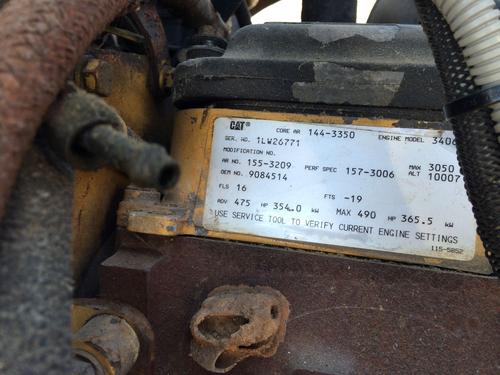 CAT®
CORE AR 144-3350 ENGINE MODEL 3406
SER. NO. 1LW26771
MODIFICATION NO.
AR NO. 155-3209 PERF SPEC 157-3006 MAX ALT 3050 10007
OEM NO. 9084514
FLS 16 FTS -19
ADV 475 HP 354.0 kW MAX 490 HP 365.5 kW
USE SERVICE TOOL TO VERIFY CURRENT ENGINE SETTINGS
115-5852